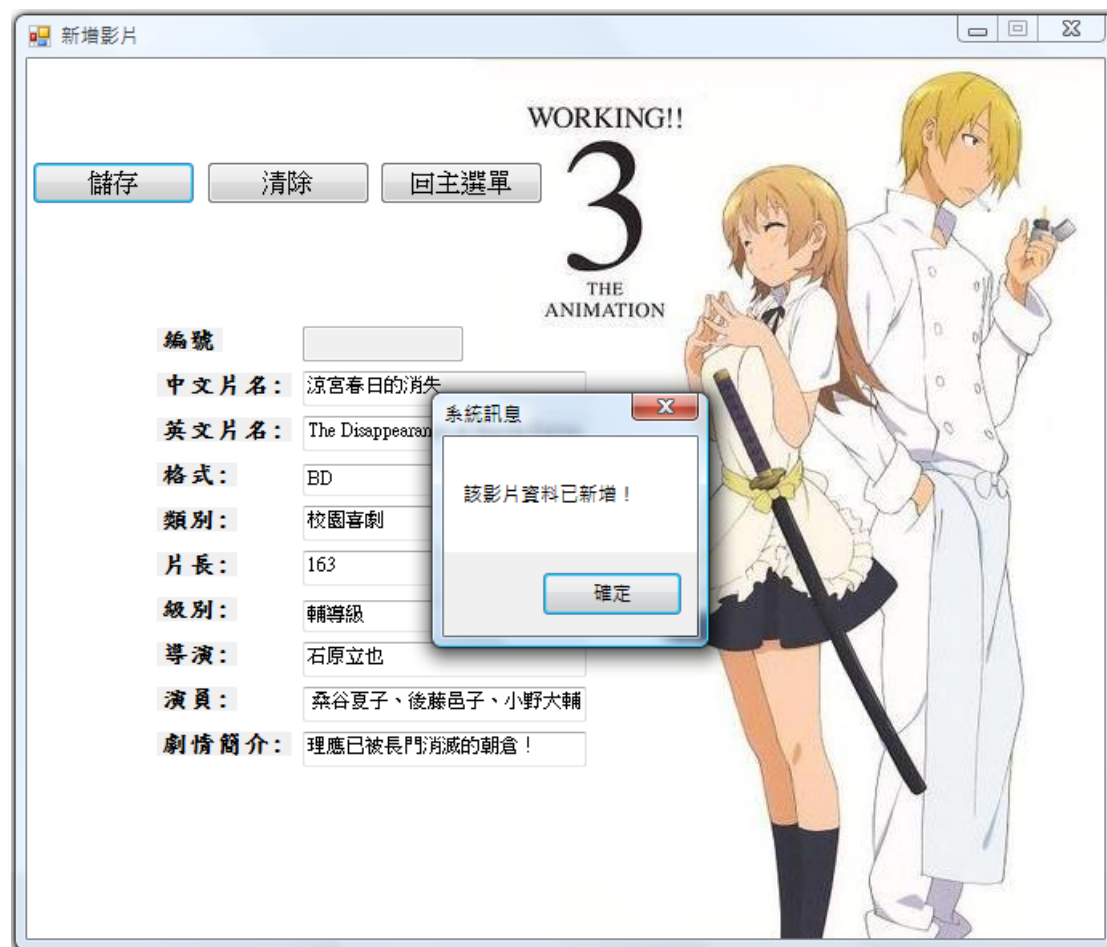 新增影片
WORKING!!
3
THE
ANIMATION
儲存 清除 回主選單
編號
中文片名： 涼宮春日的消失
英文片名： The Disappearan
格式： BD
類別： 校園喜劇
片長： 163
級別： 輔導級
導演： 石原立也
演員： 桒谷夏子、後藤邑子、小野大輔
劇情簡介： 理應已被長門消滅的朝倉！
系統訊息
該影片資料已新增！
確定